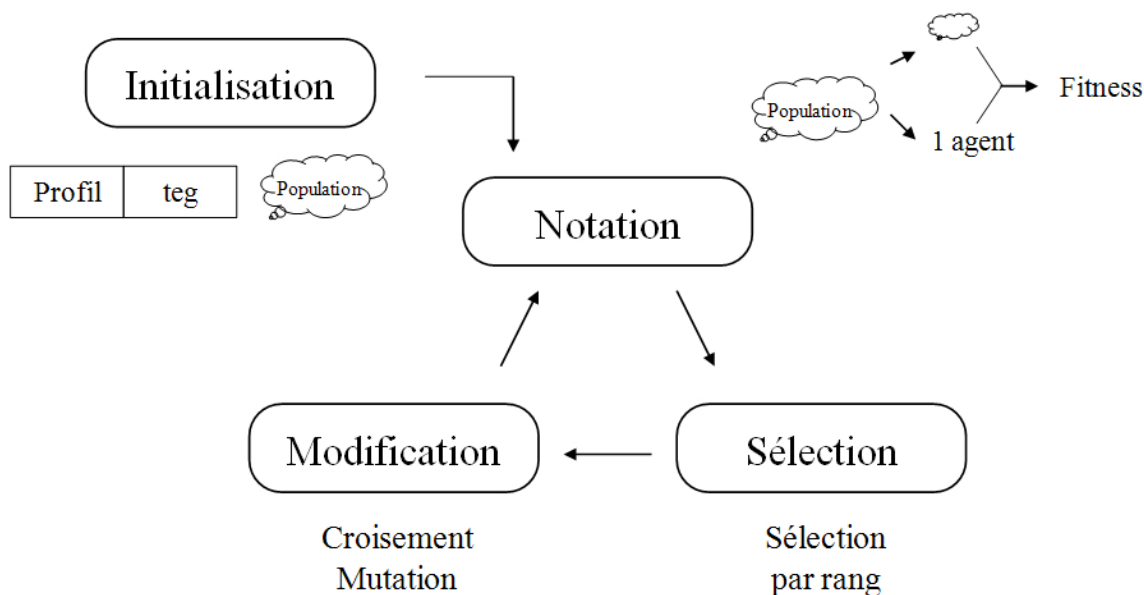 Initialisation
Population
Fitness
1 agent
Profil
teg
Population
Notation
Modification
Sélection
Croisement
Mutation
Sélection
par rang